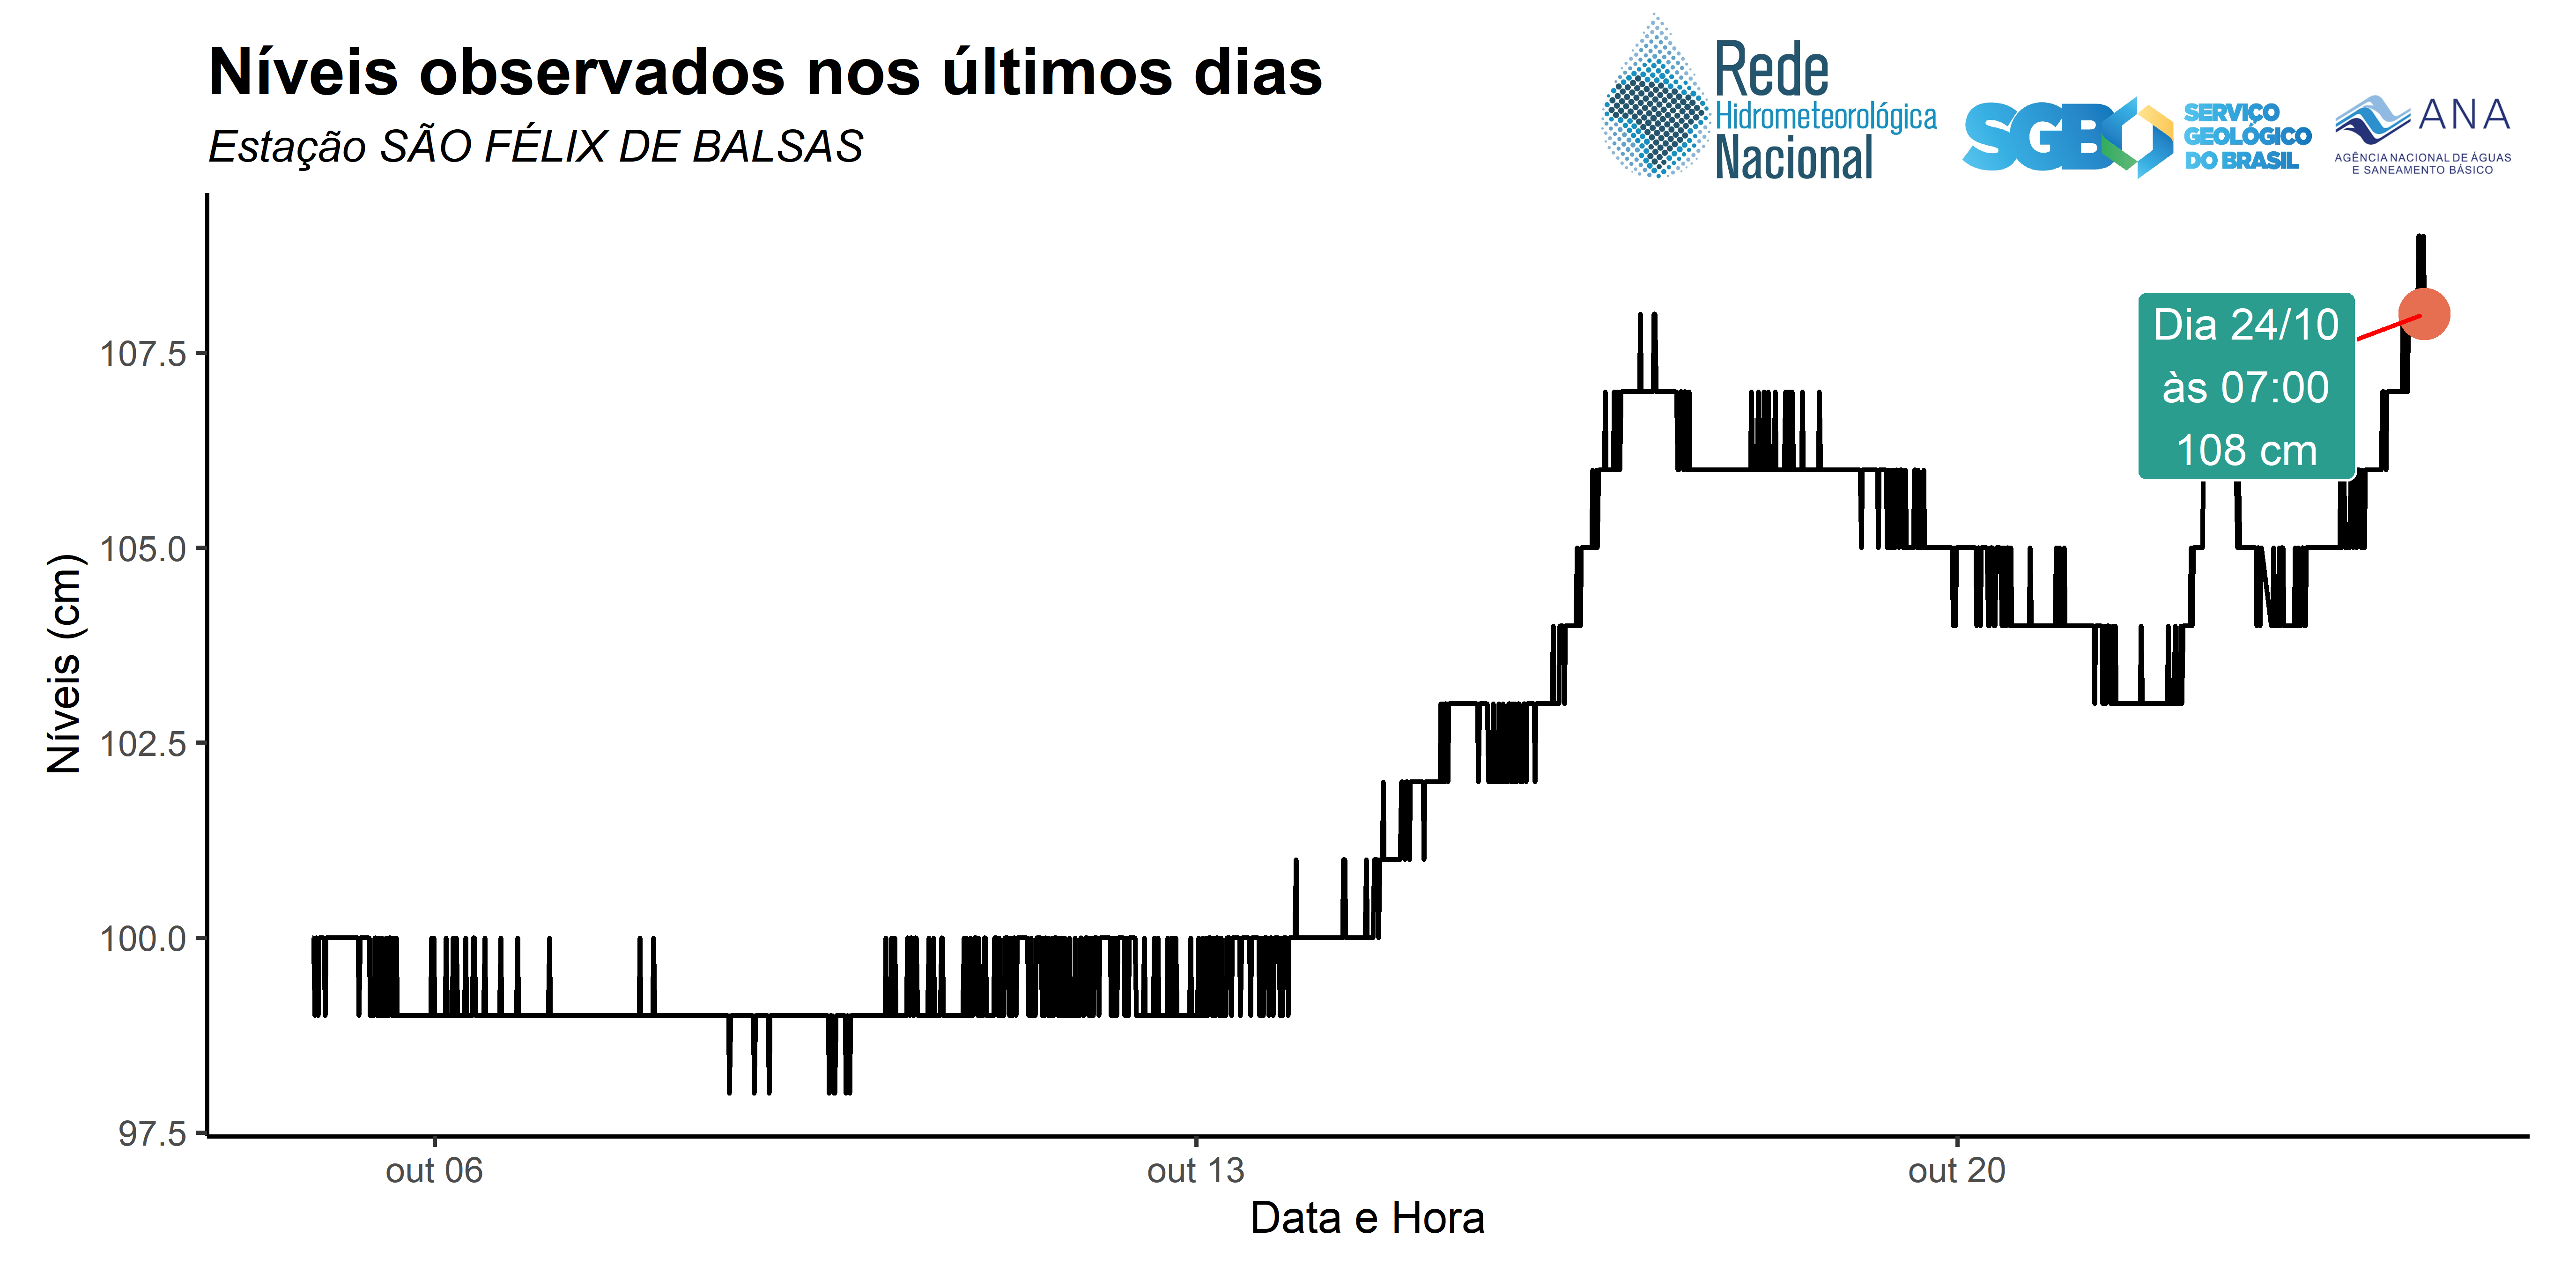 Níveis observados nos últimos dias
Estação SÃO FÉLIX DE BALSAS
Rede
Hidrometeorológica
Nacional
SGB
SERVIÇO
GEOLÓGICO
DO BRASIL
ANA
AGÊNCIA NACIONAL DE ÁGUAS
E SANEAMENTO BÁSICO
Níveis (cm)
107.5
105.0
102.5
100.0
97.5
Dia 24/10
às 07:00
108 cm
out 06
out 13
out 20
Data e Hora